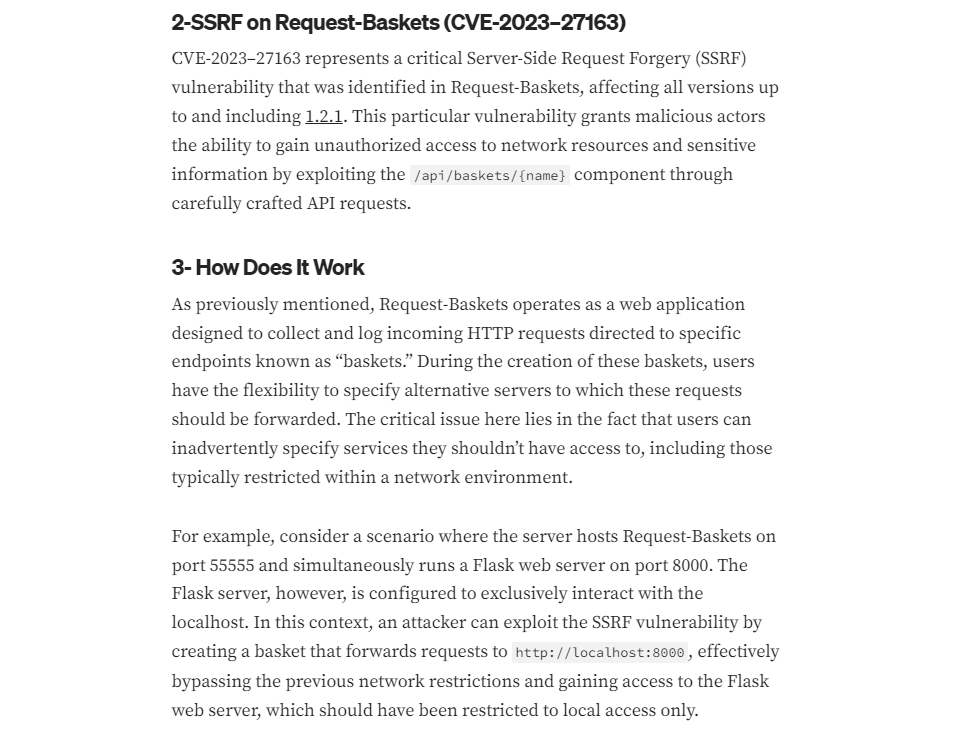 2-SSRF on Request-Baskets (CVE-2023–27163)
CVE-2023–27163 represents a critical Server-Side Request Forgery (SSRF)
vulnerability that was identified in Request-Baskets, affecting all versions up
to and including 1.2.1. This particular vulnerability grants malicious actors
the ability to gain unauthorized access to network resources and sensitive
information by exploiting the /api/baskets/{name} component through
carefully crafted API requests.
3- How Does It Work
As previously mentioned, Request-Baskets operates as a web application
designed to collect and log incoming HTTP requests directed to specific
endpoints known as “baskets.” During the creation of these baskets, users
have the flexibility to specify alternative servers to which these requests
should be forwarded. The critical issue here lies in the fact that users can
inadvertently specify services they shouldn’t have access to, including those
typically restricted within a network environment.
For example, consider a scenario where the server hosts Request-Baskets on
port 55555 and simultaneously runs a Flask web server on port 8000. The
Flask server, however, is configured to exclusively interact with the
localhost. In this context, an attacker can exploit the SSRF vulnerability by
creating a basket that forwards requests to http://localhost:8000, effectively
bypassing the previous network restrictions and gaining access to the Flask
web server, which should have been restricted to local access only.